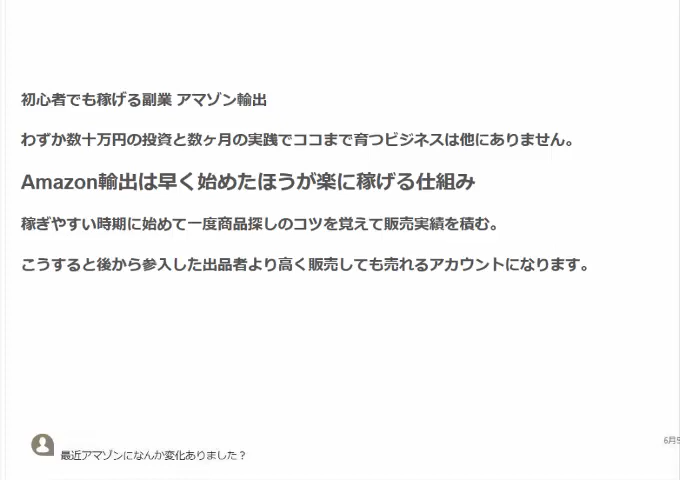 初心者でも稼げる副業 アマゾン輸出
わずか数十万円の投資と数ヶ月の実践でココまで育つビジネスは他にありません。
Amazon輸出は早く始めたほうが楽に稼げる仕組み
稼ぎやすい時期に始めて一度商品探しのコツを覚えて販売実績を積む。
こうすると後から参入した出品者より高く販売しても売れるアカウントになります。
6月
最近アマゾンになんか変化ありました？